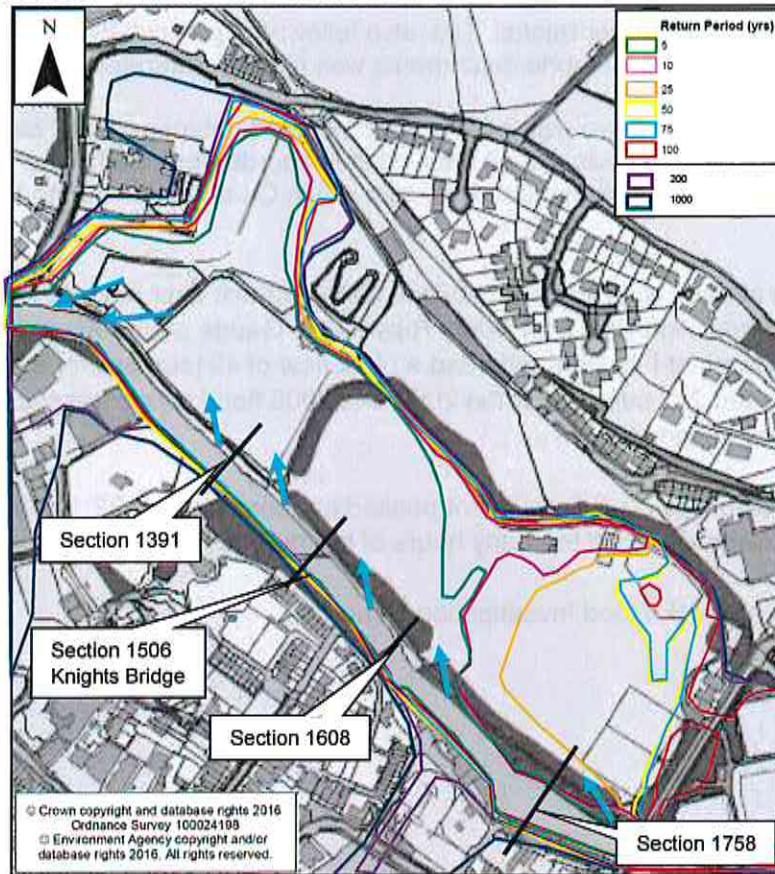 N
Return Period (yrs)
5
10
25
50
75
100
200
1000
Section 1391
Section 1506
Knights Bridge
Section 1608
Section 1758
© Crown copyright and database rights 2016
Ordnance Survey 100024198
© Environment Agency copyright and/or
database rights 2016. All rights reserved.